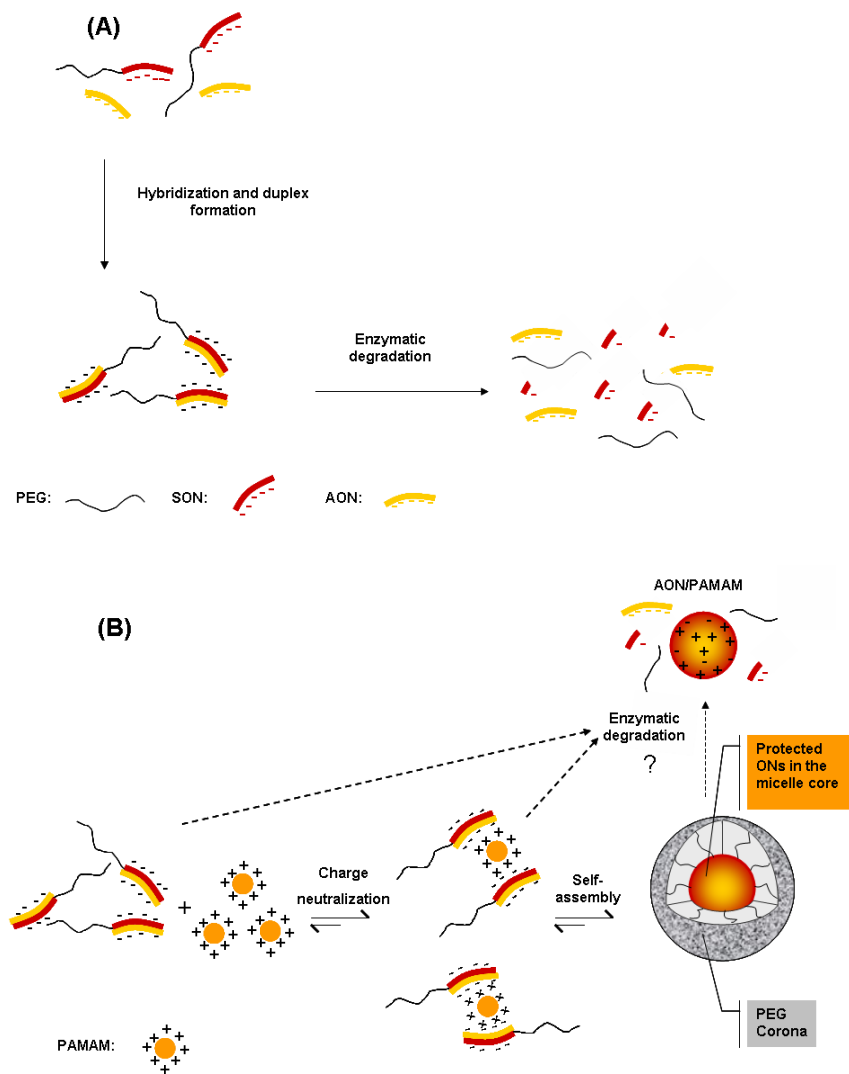 (A)
Hybridization and duplex
formation
Enzymatic
degradation
PEG:
SON:
AON:
AON/PAMAM
(B)
Enzymatic
degradation
?
Protected
ONs in the
micelle core
Charge
neutralization
Self-
assembly
PEG
Corona
PAMAM: